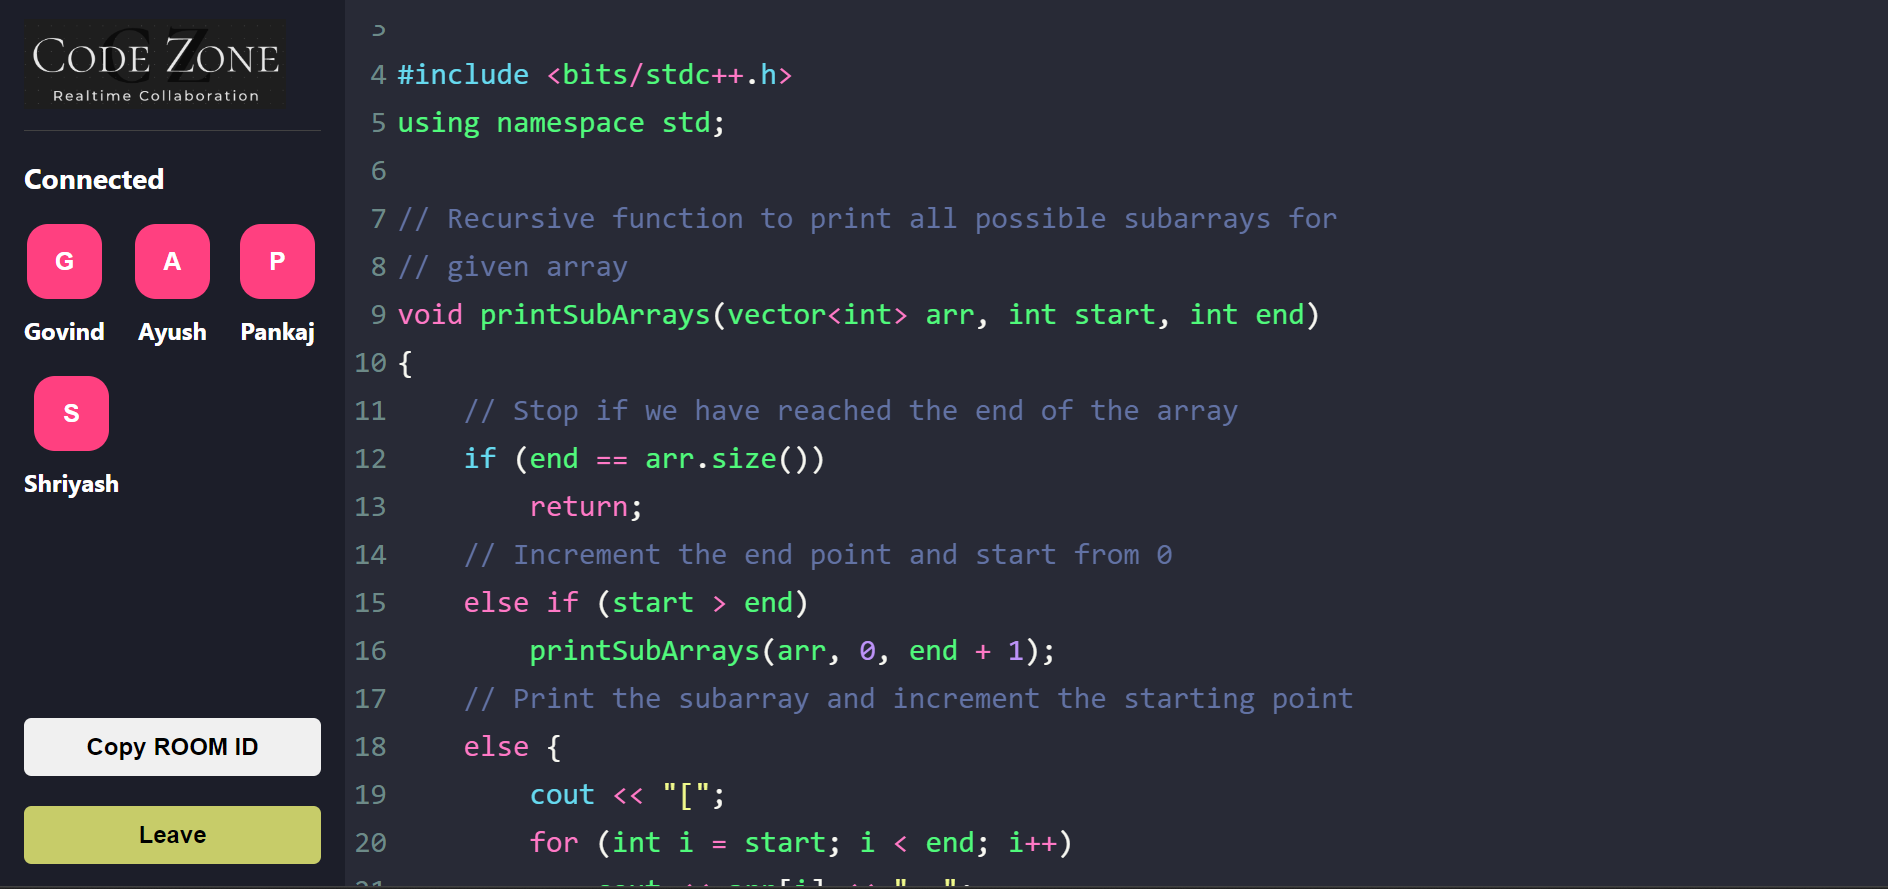 CODE ZONE
Realtime Collaboration
Connected
G A P
Govind Ayush Pankaj
S
Shriyash
Copy ROOM ID
Leave
3
4 #include <bits/stdc++.h>
5 using namespace std;
6
7 // Recursive function to print all possible subarrays for
8 // given array
9 void printSubArrays(vector<int> arr, int start, int end)
10 {
11     // Stop if we have reached the end of the array
12     if (end == arr.size())
13         return;
14     // Increment the end point and start from 0
15     else if (start > end)
16         printSubArrays(arr, 0, end + 1);
17     // Print the subarray and increment the starting point
18     else {
19         cout << "[";
20         for (int i = start; i < end; i++)
21             cout << arr[i] <<